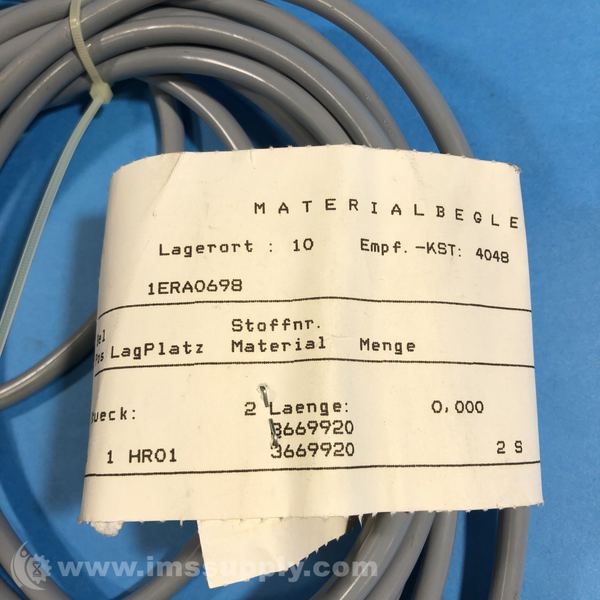 MATERIALBEGLE
Lagerort : 10 Empf.-KST: 4048
1ERA0698
Stoffnr.
LagPlatz Material Menge
ueck: 2 Laenge: 0,000
3669920
1 HR01 3669920 2 S
www.imssupply.com